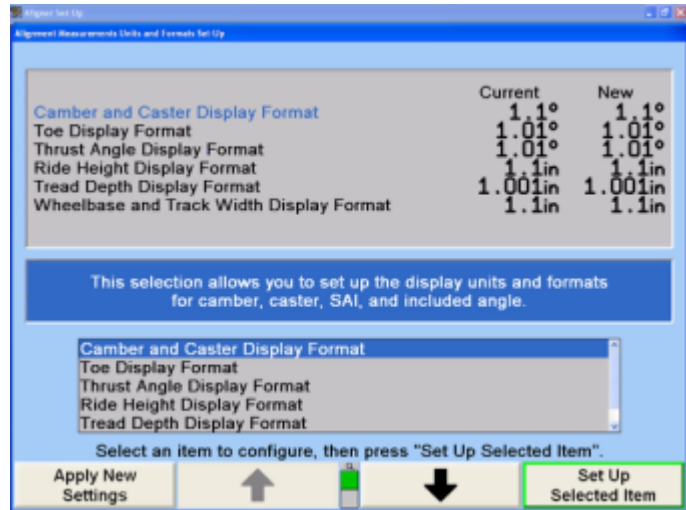 Aligner Set Up
Alignment Measurements Units and Formats Set Up
Current New
Camber and Caster Display Format 1.1° 1.1°
Toe Display Format 1.01° 1.01°
Thrust Angle Display Format 1.01° 1.01°
Ride Height Display Format 1.1in 1.1in
Tread Depth Display Format 1.001in 1.001in
Wheelbase and Track Width Display Format 1.1in 1.1in
This selection allows you to set up the display units and formats
for camber, caster, SAI, and included angle.
Camber and Caster Display Format
Toe Display Format
Thrust Angle Display Format
Ride Height Display Format
Tread Depth Display Format
Select an item to configure, then press "Set Up Selected Item".
Apply New
Settings
Set Up
Selected Item